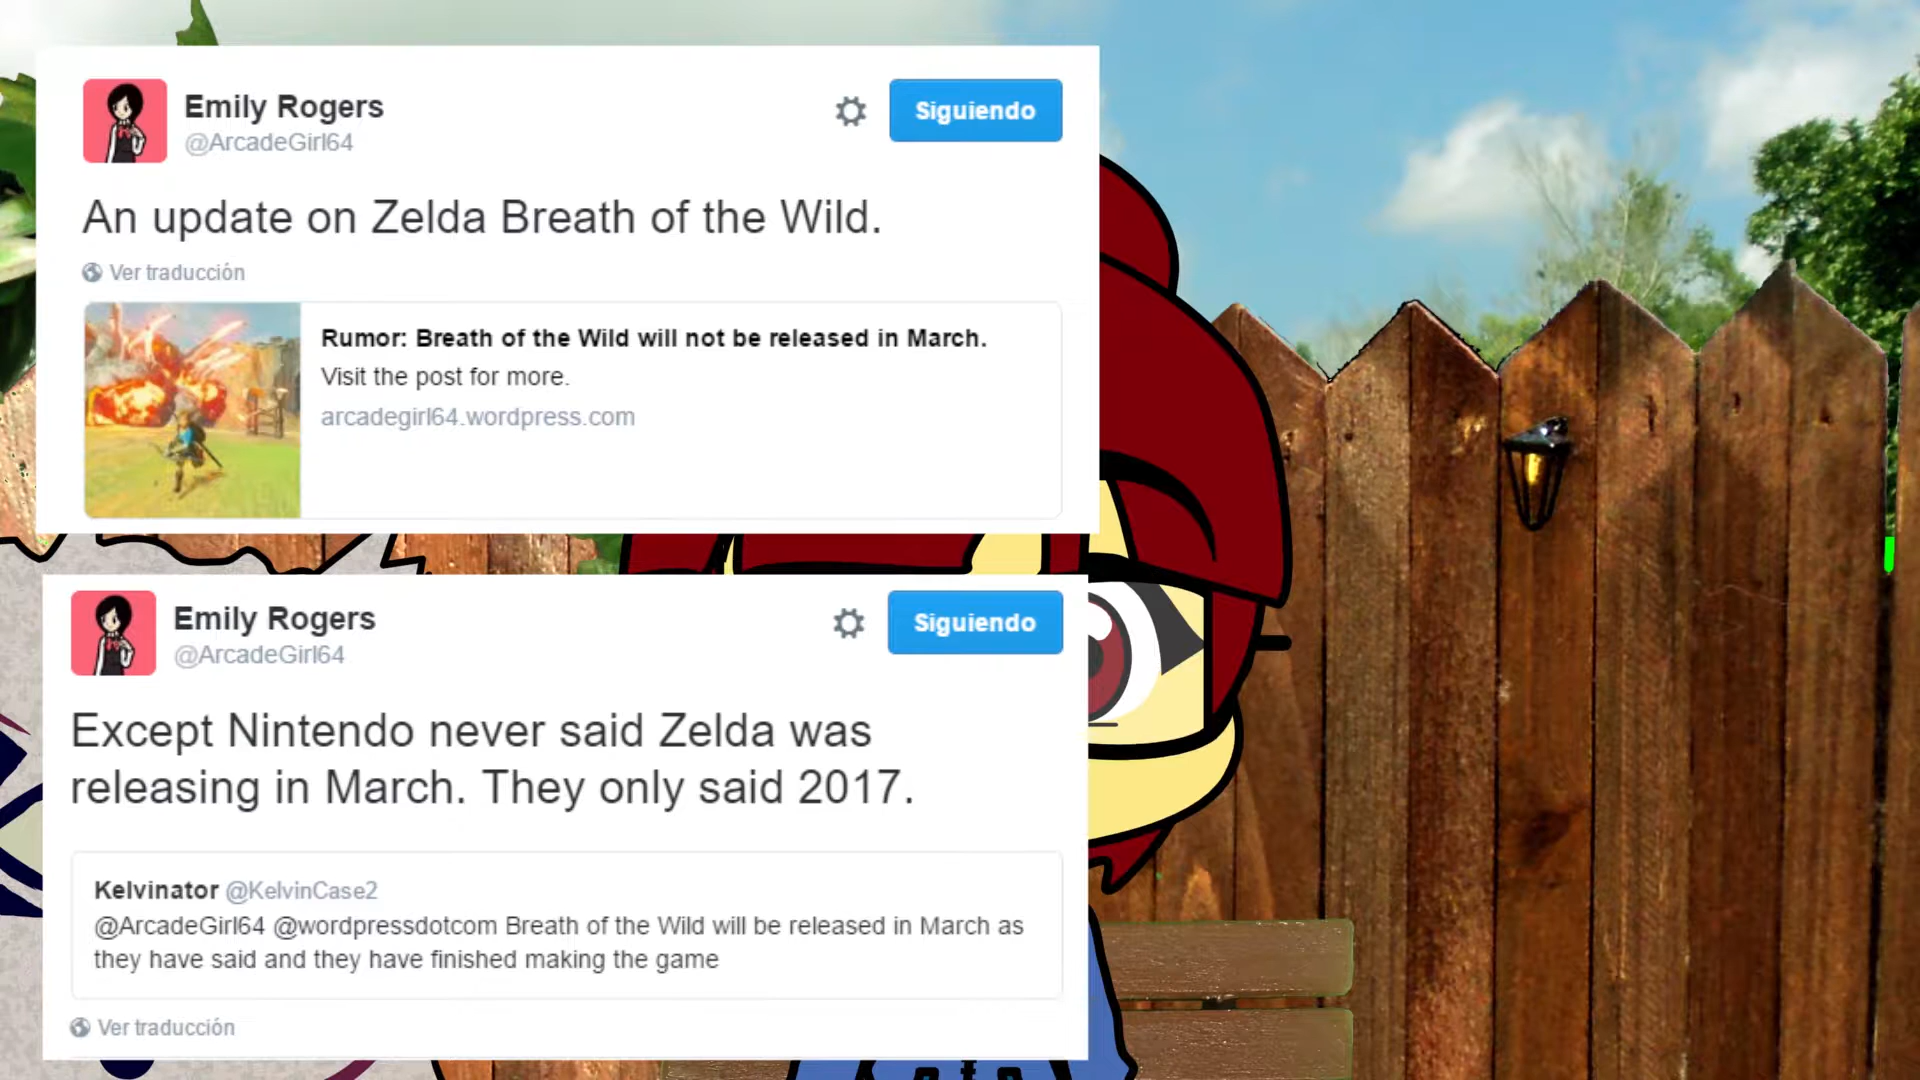 Emily Rogers
@ArcadeGirl64
Siguiendo
An update on Zelda Breath of the Wild.
Ver traducción
Rumor: Breath of the Wild will not be released in March.
Visit the post for more.
arcadegirl64.wordpress.com
Emily Rogers
@ArcadeGirl64
Siguiendo
Except Nintendo never said Zelda was
releasing in March. They only said 2017.
Kelvinator @KelvinCase2
@ArcadeGirl64 @wordpressdotcom Breath of the Wild will be released in March as
they have said and they have finished making the game
Ver traducción